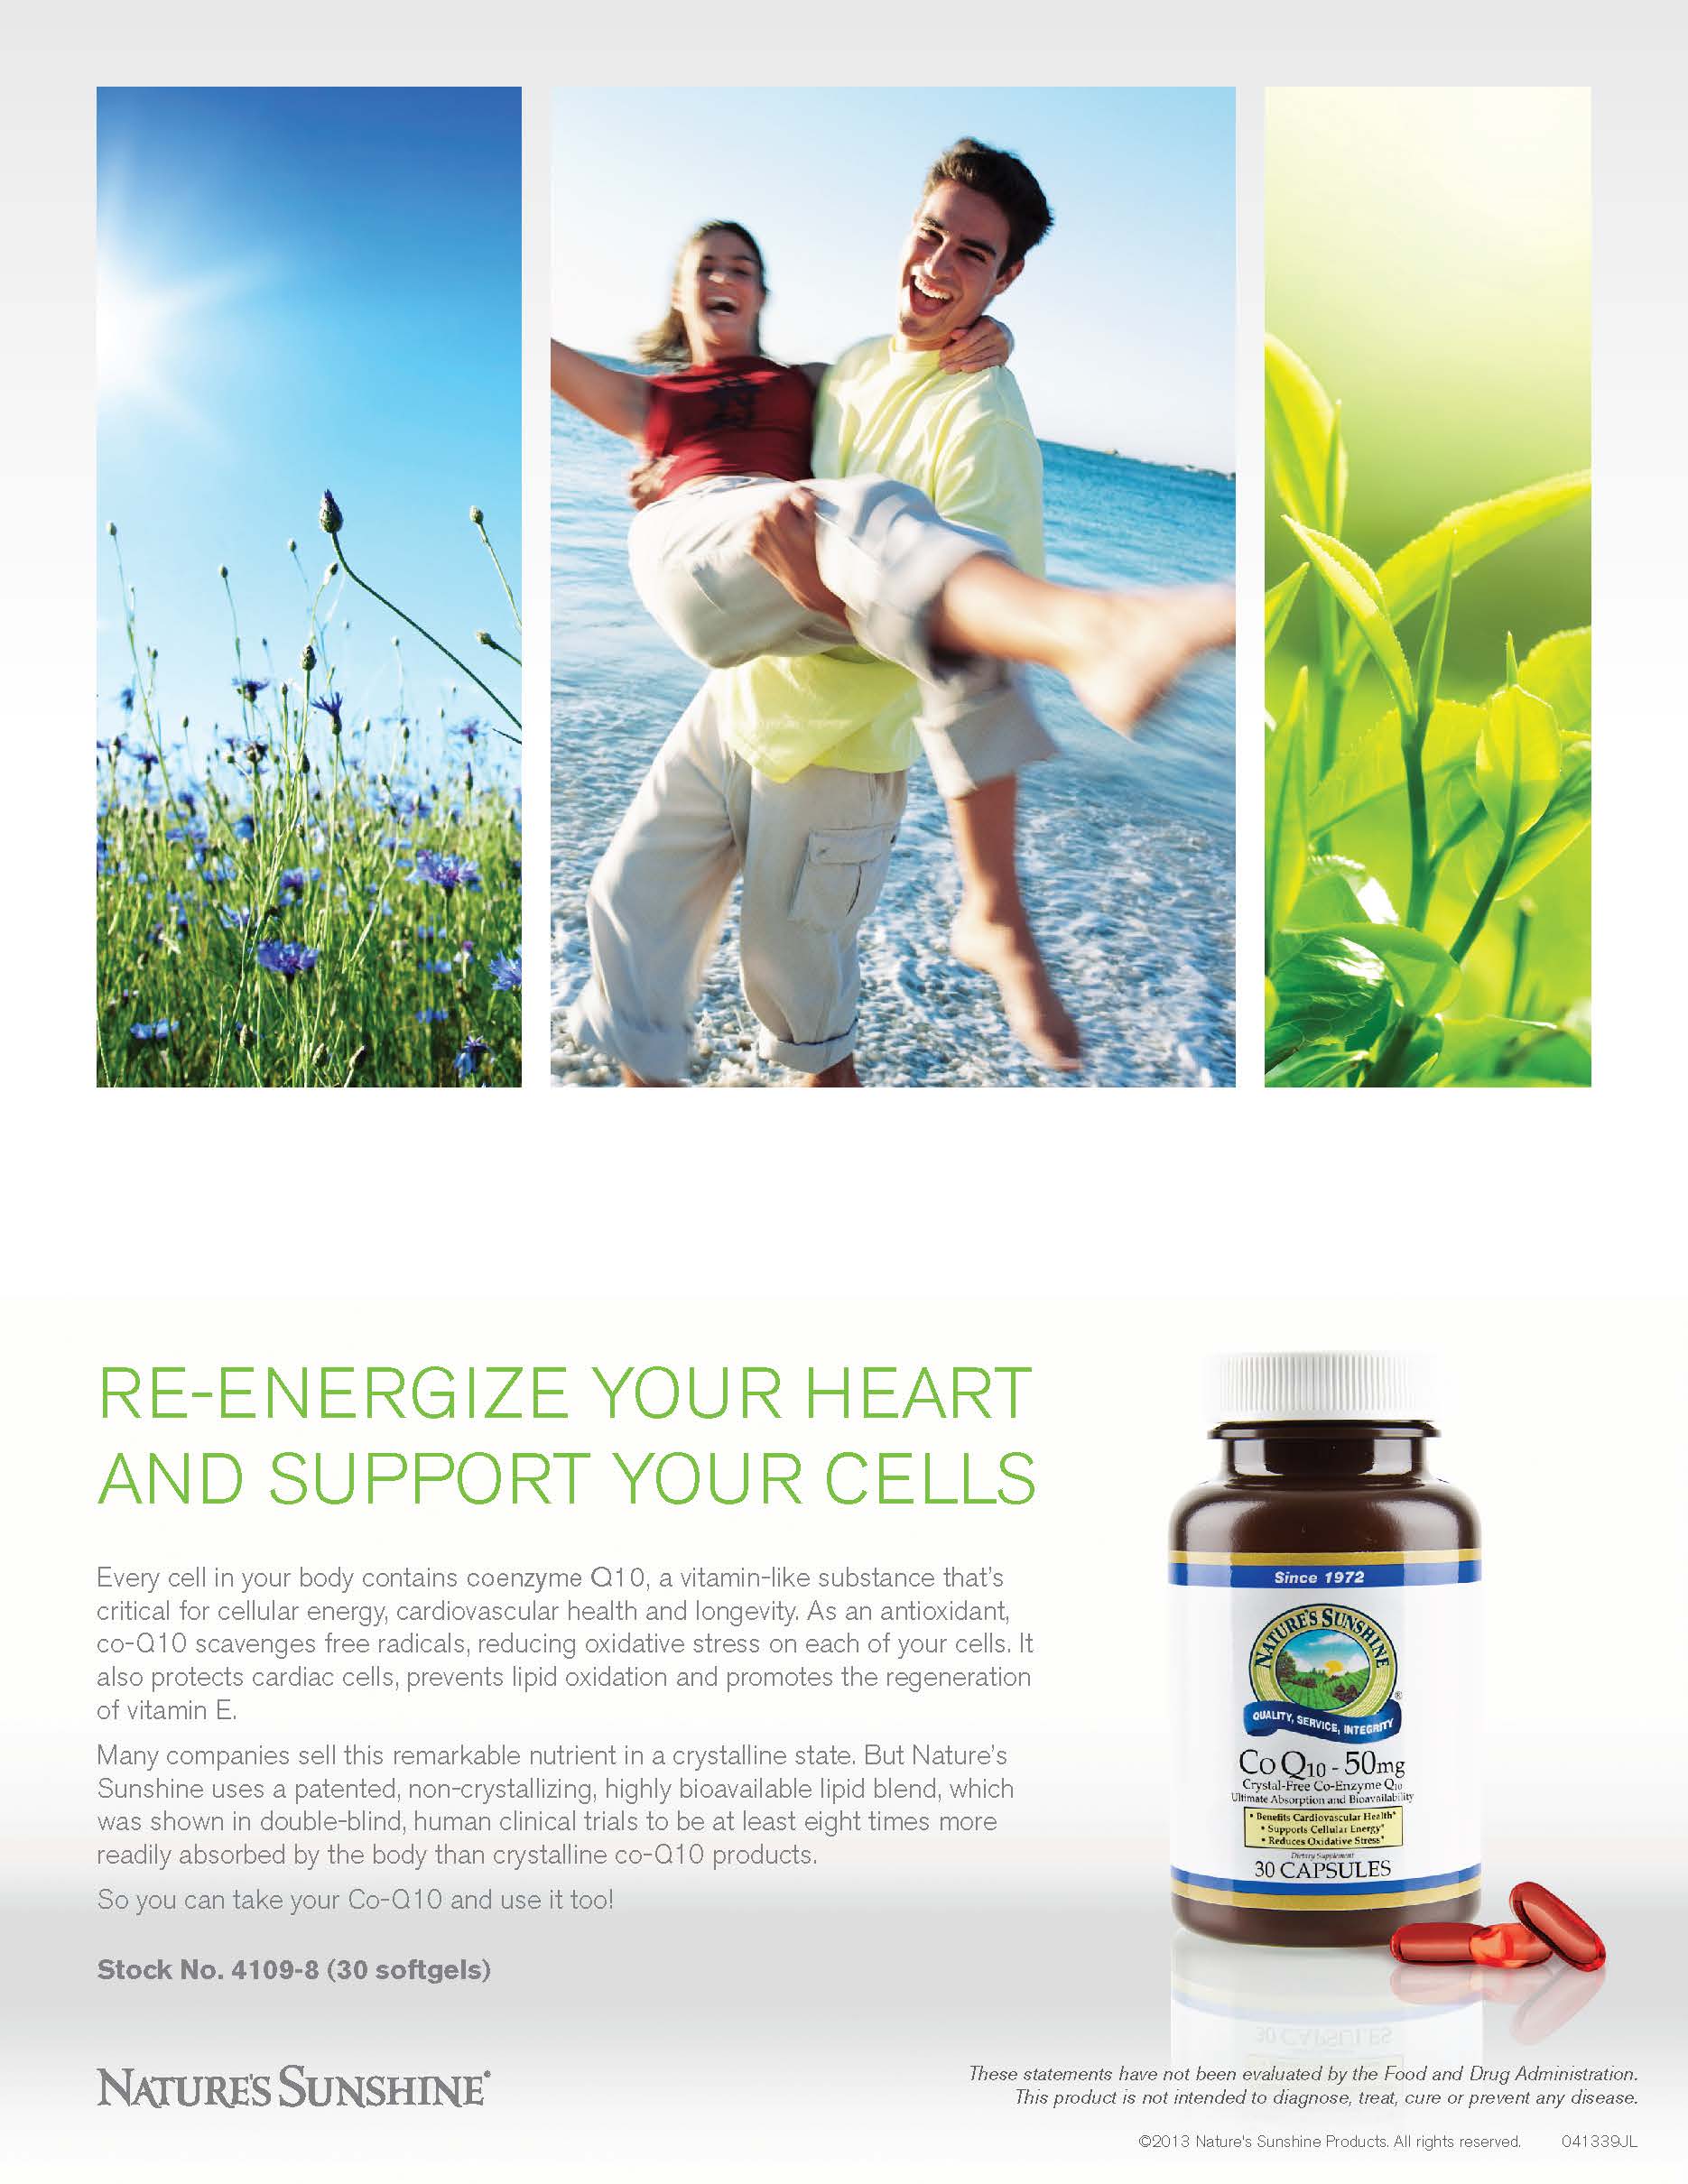 RE-ENERGIZE YOUR HEART
AND SUPPORT YOUR CELLS
Every cell in your body contains coenzyme Q10, a vitamin-like substance that's
critical for cellular energy, cardiovascular health and longevity. As an antioxidant,
co-Q10 scavenges free radicals, reducing oxidative stress on each of your cells. It
also protects cardiac cells, prevents lipid oxidation and promotes the regeneration
of vitamin E.
Many companies sell this remarkable nutrient in a crystalline state. But Nature's
Sunshine uses a patented, non-crystallizing, highly bioavailable lipid blend, which
was shown in double-blind, human clinical trials to be at least eight times more
readily absorbed by the body than crystalline co-Q10 products.
So you can take your Co-Q10 and use it too!
Stock No. 4109-8 (30 softgels)
Since 1972
NATURE'S SUNSHINE®
QUALITY, SERVICE, INTEGRITY
Co Q10 - 50mg
Crystal-Free Co-Enzyme Q10
Ultimate Absorption and Bioavailability
• Benefits Cardiovascular Health*
• Supports Cellular Energy*
• Reduces Oxidative Stress*
Dietary Supplement
30 CAPSULES
30 CAPSULES
NATURE'S SUNSHINE®
These statements have not been evaluated by the Food and Drug Administration.
This product is not intended to diagnose, treat, cure or prevent any disease.
©2013 Nature's Sunshine Products. All rights reserved. 041339JL